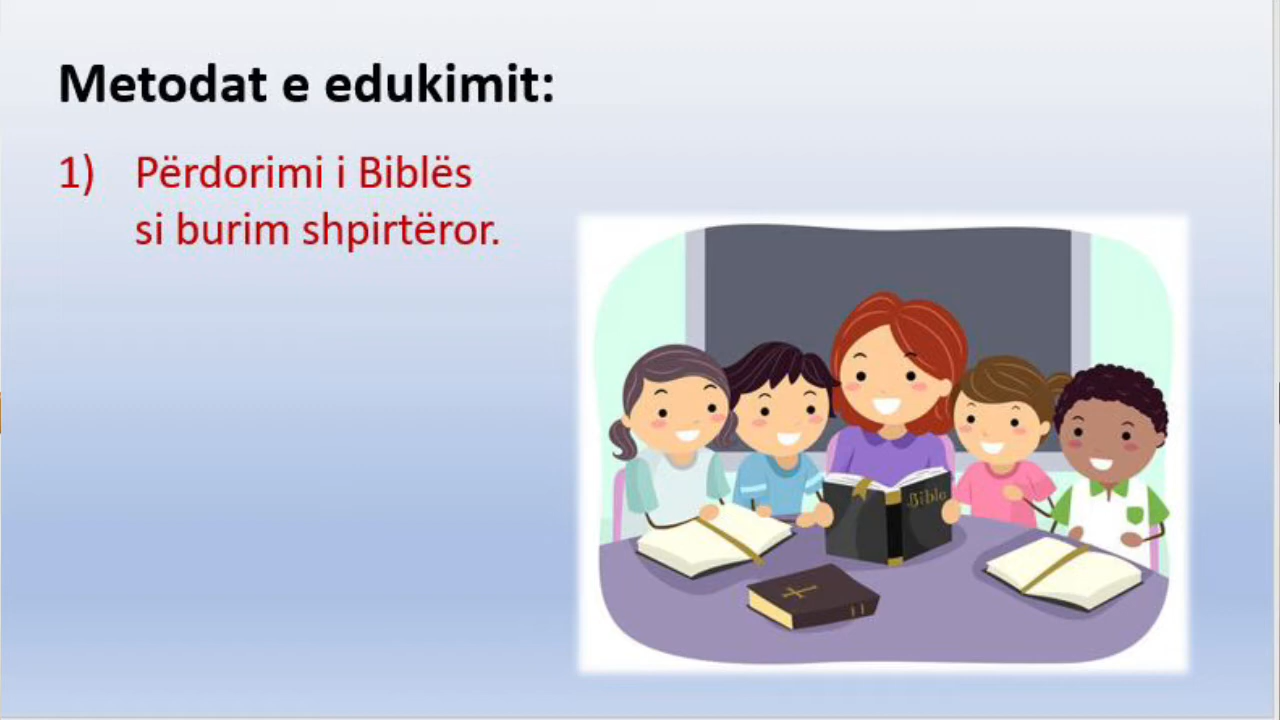 Metodat e edukimit:
1) Përdorimi i Biblës
si burim shpirtëror.
Bible